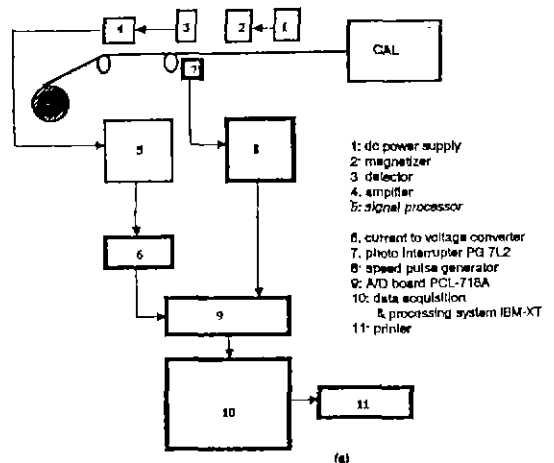 4
3
2
1
CAL
7
5
8
6
9
10
11
1: dc power supply
2: magnetizer
3. detector
4. ampifier
5: signal processor
6. current to voltage converter
7. photo Interrupter PG 7L2
8: speed pulse generator
9: A/D board PCL-718A
10: data acquisition
& processing system IBM-XT
11: printer
(a)